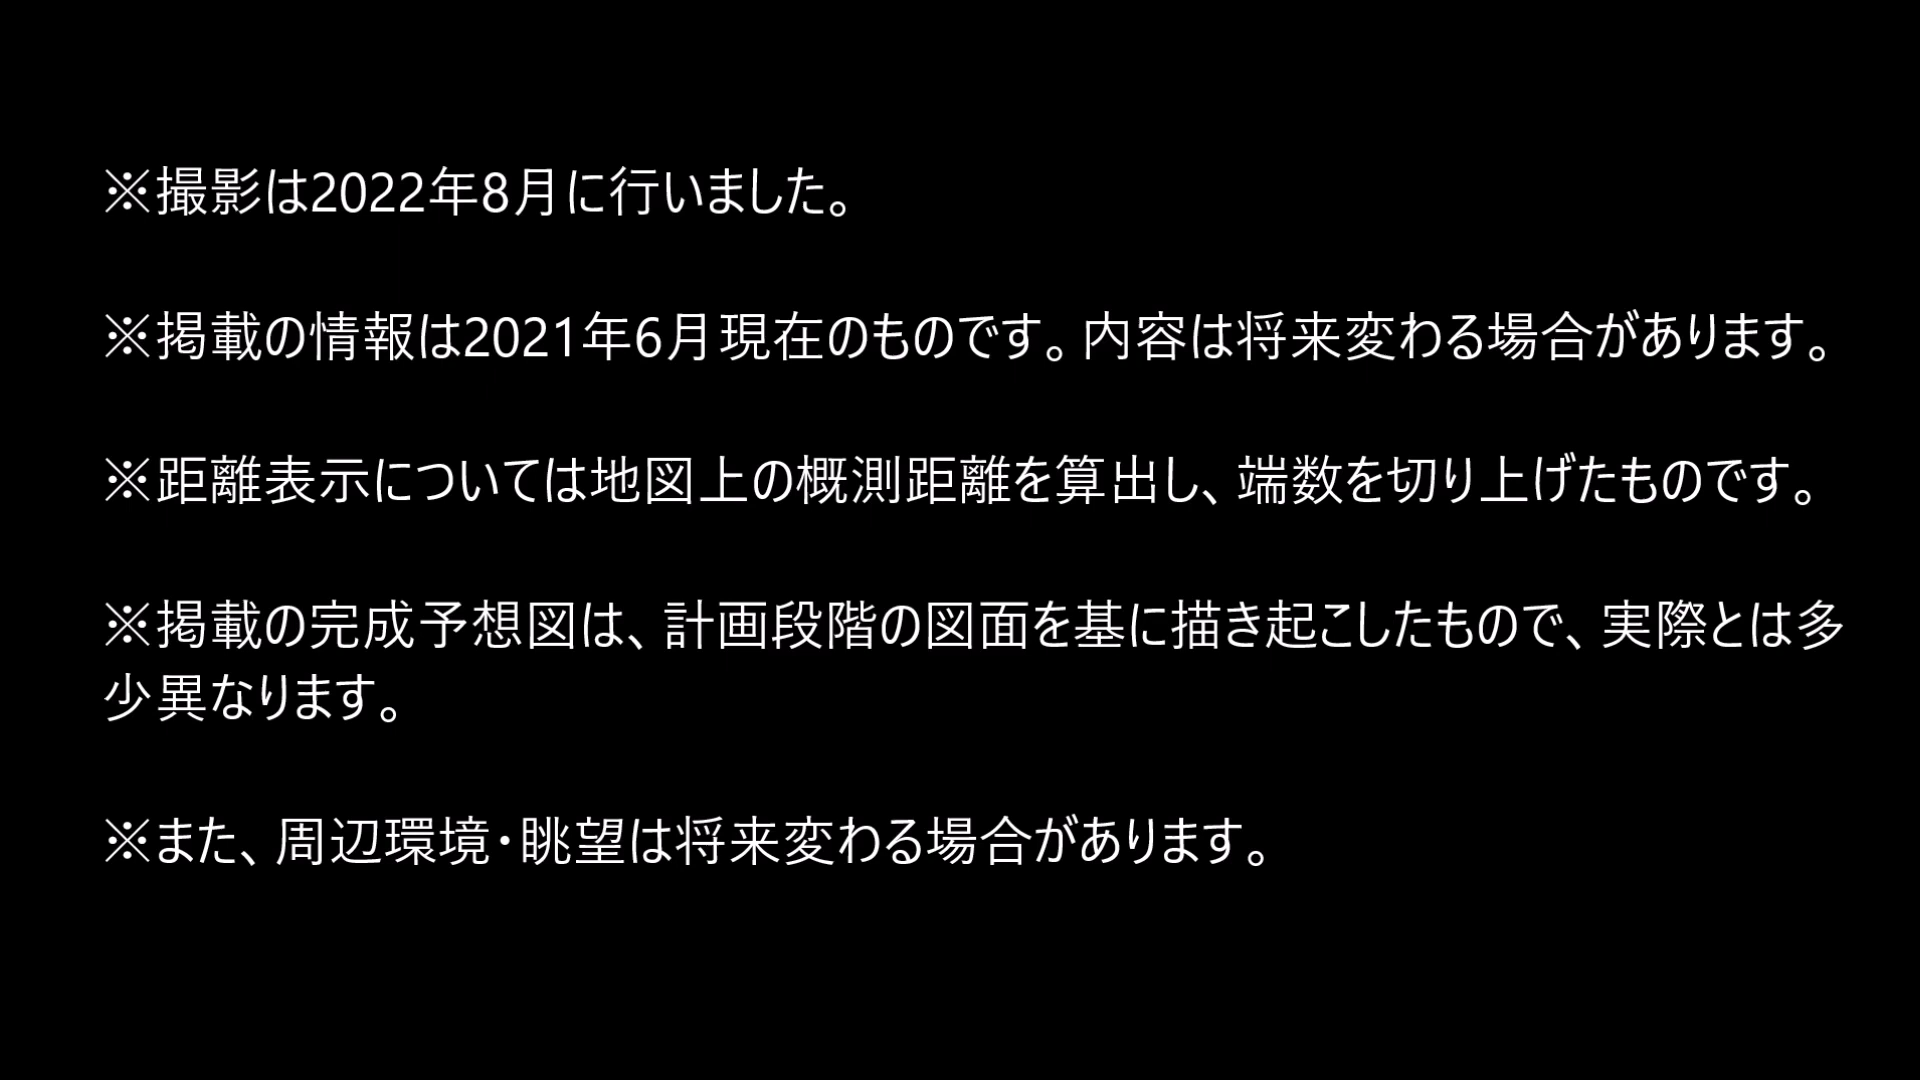 ※撮影は2022年8月に行いました。
※掲載の情報は2021年6月現在のものです。内容は将来変わる場合があります。
※距離表示については地図上の概測距離を算出し、端数を切り上げたものです。
※掲載の完成予想図は、計画段階の図面を基に描き起こしたもので、実際とは多
少異なります。
※また、周辺環境・眺望は将来変わる場合があります。